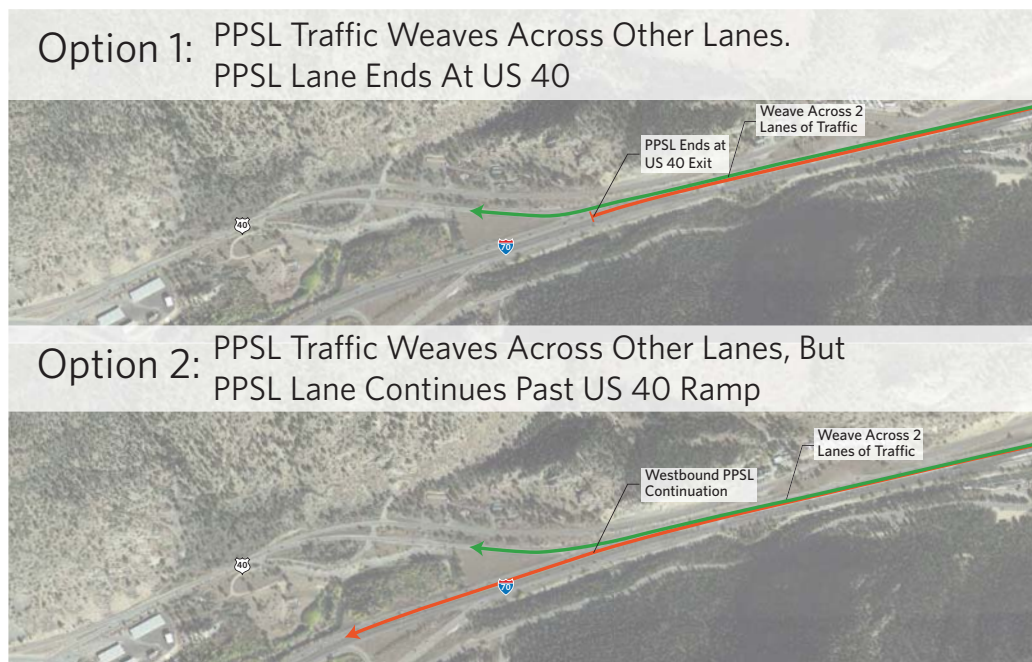 Option 1:
PPSL Traffic Weaves Across Other Lanes.
PPSL Lane Ends At US 40
Weave Across 2
Lanes of Traffic
PPSL Ends at
US 40 Exit
40
70
Option 2:
PPSL Traffic Weaves Across Other Lanes, But
PPSL Lane Continues Past US 40 Ramp
Weave Across 2
Lanes of Traffic
Westbound PPSL
Continuation
40
70